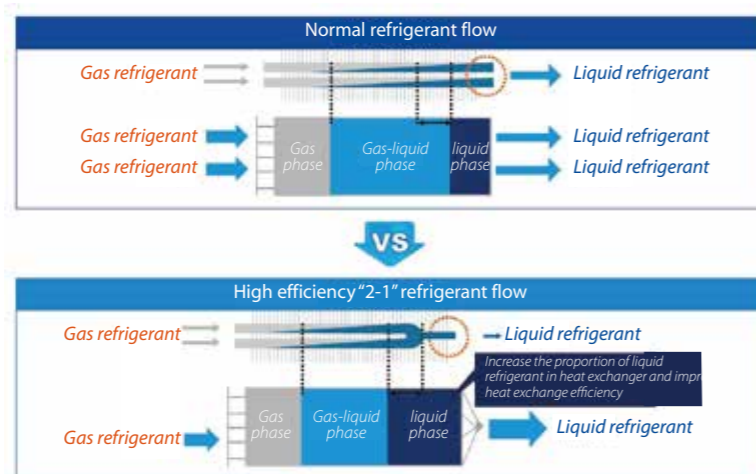 Normal refrigerant flow
Gas refrigerant
Liquid refrigerant
Gas refrigerant
Gas refrigerant
Gas
phase
Gas-liquid
phase
liquid
phase
Liquid refrigerant
Liquid refrigerant
VS
High efficiency “2-1” refrigerant flow
Gas refrigerant
Liquid refrigerant
Increase the proportion of liquid
refrigerant in heat exchanger and impr
heat exchange efficiency
Gas refrigerant
Gas
phase
Gas-liquid
phase
liquid
phase
Liquid refrigerant